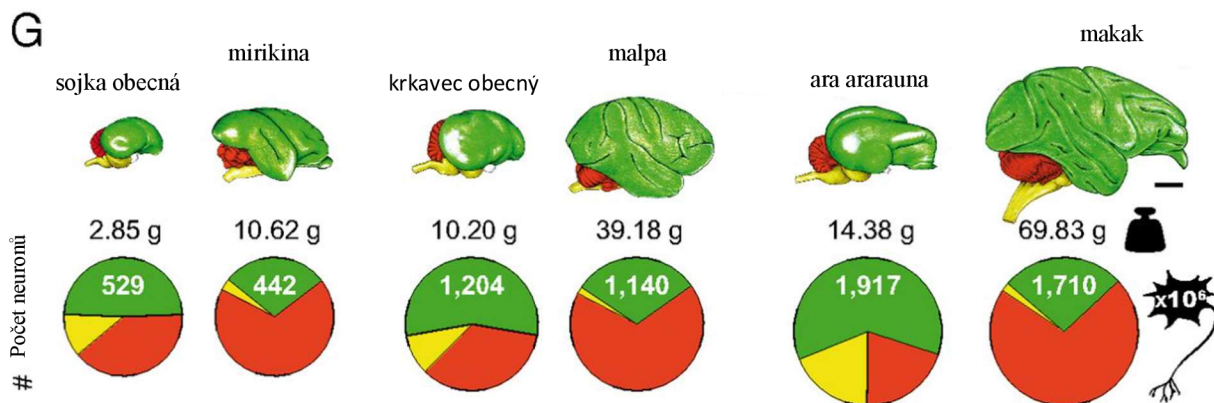 G
sojka obecná
mirikina
krkavec obecný
malpa
ara ararauna
makak
2.85 g
10.62 g
10.20 g
39.18 g
14.38 g
69.83 g
# Počet neuronů
529
442
1,204
1,140
1,917
1,710
x10⁶